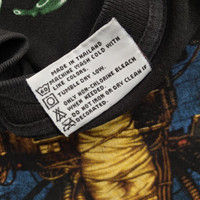 MADE IN THAILAND
MACHINE WASH COLD WITH
LIKE COLORS.
TUMBLE DRY LOW.
ONLY NON-CHLORINE BLEACH
WHEN NEEDED.
DO NOT IRON OR DRY CLEAN IF